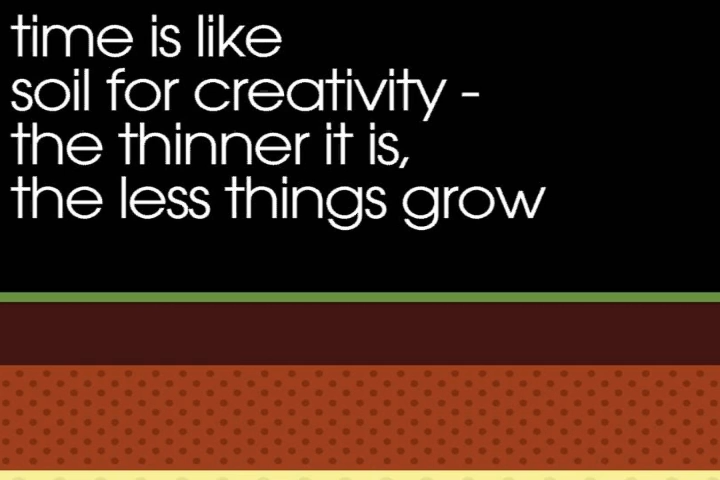 time is like
soil for creativity -
the thinner it is,
the less things grow